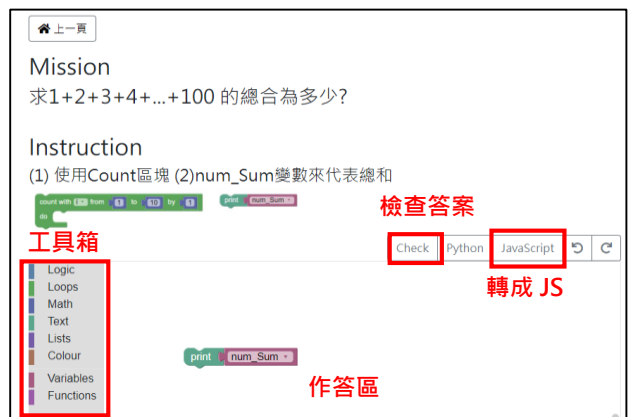 上一頁
Mission
求1+2+3+4+...+100 的總合為多少?
Instruction
(1) 使用Count區塊 (2)num_Sum變數來代表總和
count with i from 1 to 10 by 1
do
print num_Sum
檢查答案
工具箱
Check Python JavaScript
轉成 JS
Logic
Loops
Math
Text
Lists
Colour
Variables
Functions
print num_Sum
作答區